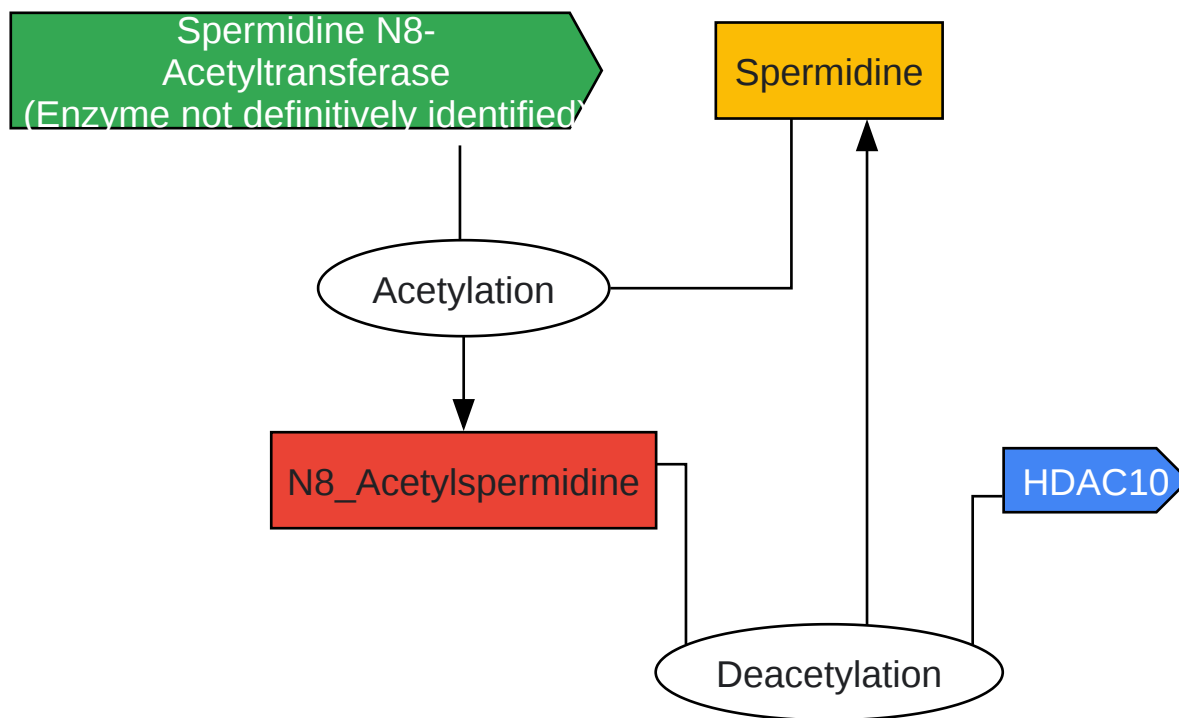 Spermidine N8-
Acetyltransferase
(Enzyme not definitively identified)
Spermidine
Acetylation
N8_Acetylspermidine
HDAC10
Deacetylation